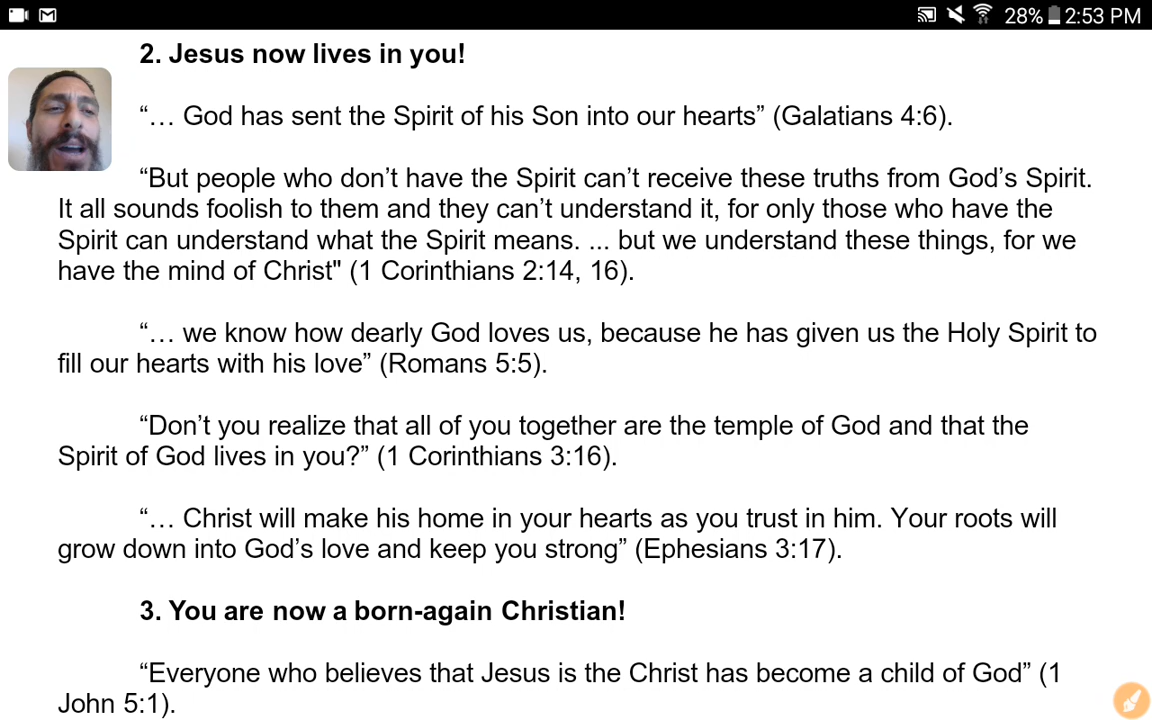 28% 2:53 PM
2. Jesus now lives in you!
“… God has sent the Spirit of his Son into our hearts” (Galatians 4:6).
“But people who don’t have the Spirit can’t receive these truths from God’s Spirit.
It all sounds foolish to them and they can’t understand it, for only those who have the
Spirit can understand what the Spirit means. ... but we understand these things, for we
have the mind of Christ" (1 Corinthians 2:14, 16).
“… we know how dearly God loves us, because he has given us the Holy Spirit to
fill our hearts with his love” (Romans 5:5).
“Don’t you realize that all of you together are the temple of God and that the
Spirit of God lives in you?” (1 Corinthians 3:16).
“… Christ will make his home in your hearts as you trust in him. Your roots will
grow down into God’s love and keep you strong” (Ephesians 3:17).
3. You are now a born-again Christian!
“Everyone who believes that Jesus is the Christ has become a child of God” (1
John 5:1).